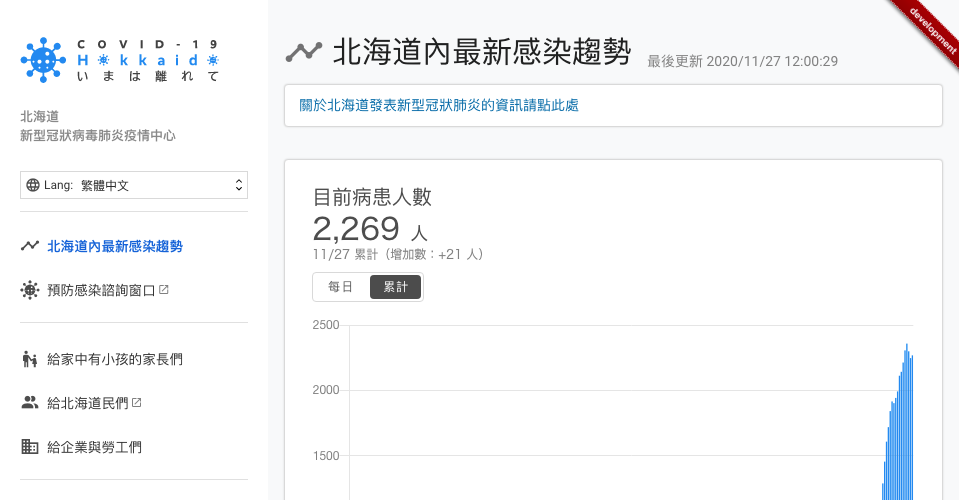 COVID-19
Hokkaido
いまは離れて
北海道
新型冠狀病毒肺炎疫情中心
Lang: 繁體中文
北海道內最新感染趨勢
預防感染諮詢窗口
給家中有小孩的家長們
給北海道民們
給企業與勞工們
development
北海道內最新感染趨勢
最後更新 2020/11/27 12:00:29
關於北海道發表新型冠狀肺炎的資訊請點此處
目前病患人數
2,269 人
11/27 累計（增加數：+21 人）
每日 累計
2500
2000
1500